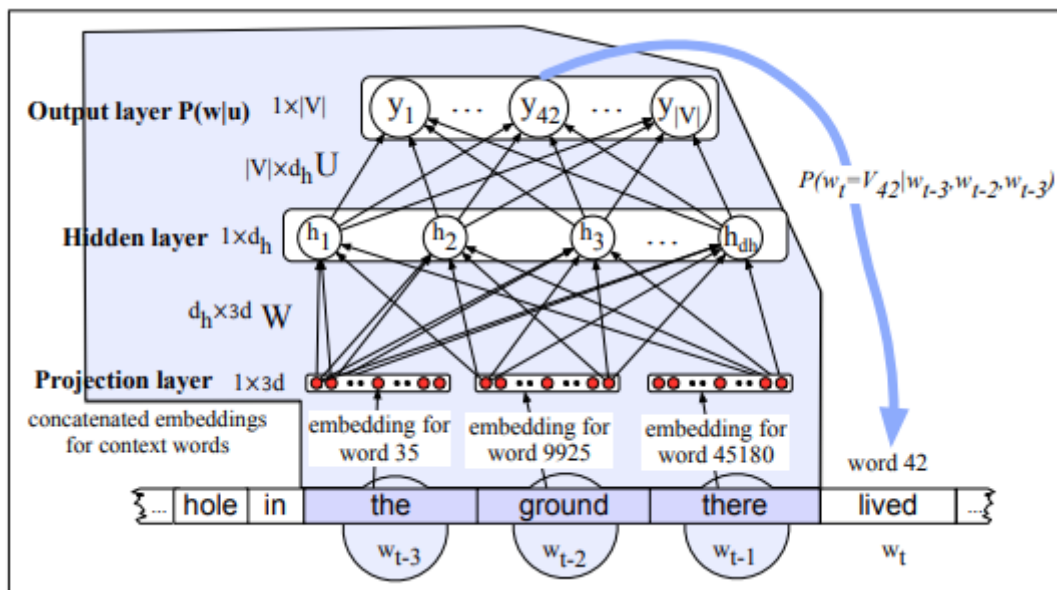 Output layer P(w|u) 1×|V|
y1 ... y42 ... y|V|
|V|×dh U
P(wt=V42|wt-3,wt-2,wt-3)
Hidden layer 1×dh
h1 h2 h3 ... hdh
dh×3d W
Projection layer 1×3d
concatenated embeddings
for context words
embedding for
word 35
embedding for
word 9925
embedding for
word 45180
word 42
... hole in the ground there lived ...
wt-3 wt-2 wt-1 wt